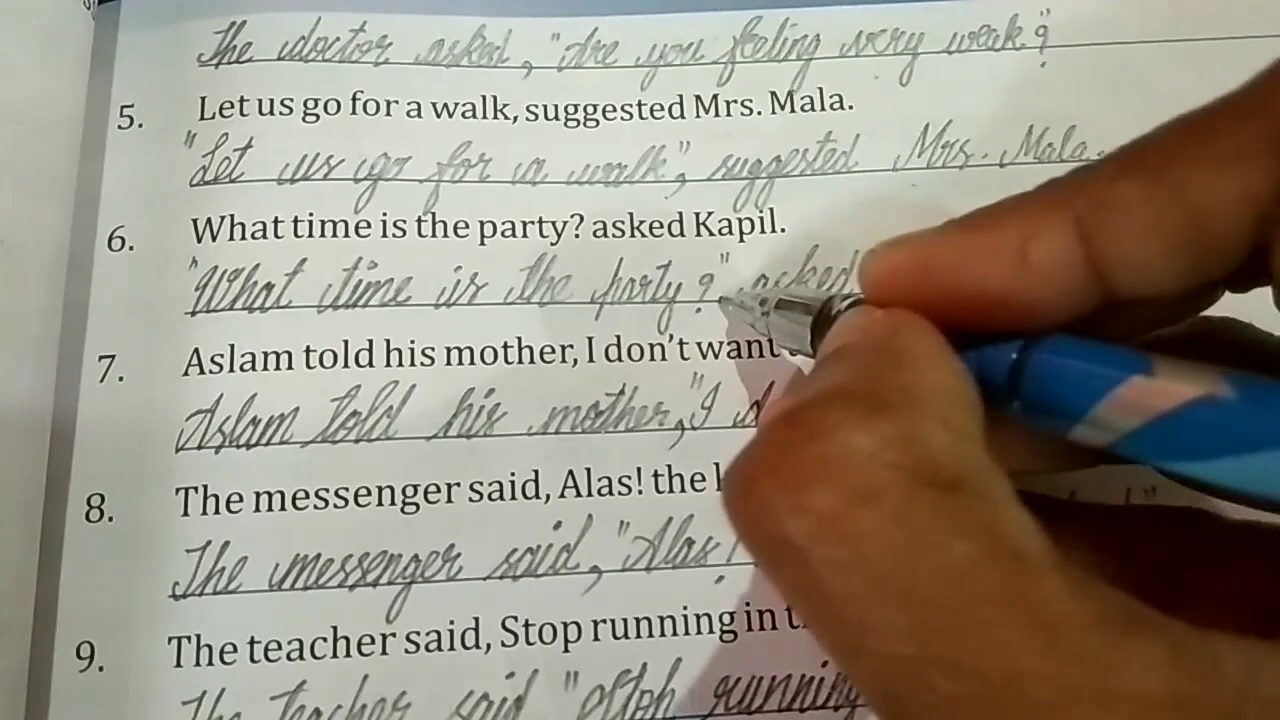 The doctor asked, "Are you feeling very weak?"
5. Let us go for a walk, suggested Mrs. Mala.
"Let us go for a walk", suggested Mrs. Mala.
6. What time is the party? asked Kapil.
"What time is the party?" asked
7. Aslam told his mother, I don't want
Aslam told his mother, "I
8. The messenger said, Alas! the
The messenger said, "Alas!
9. The teacher said, Stop running in
The teacher said "Stop running